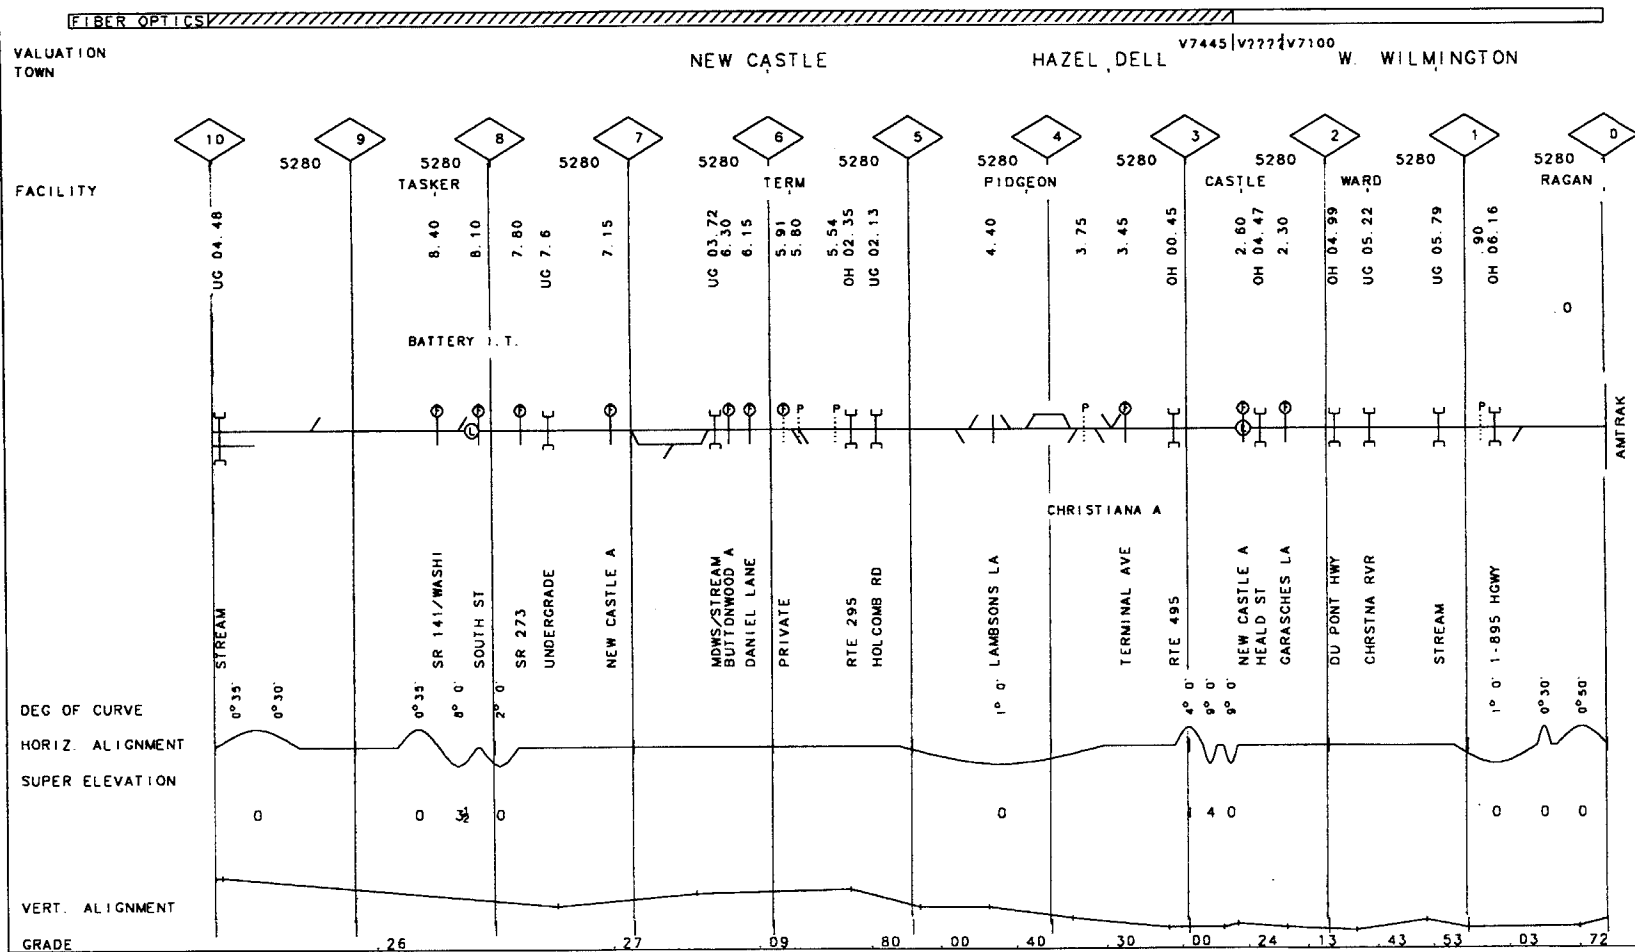 FIBER OPTICS
VALUATION V7445 V???? V7100
TOWN NEW CASTLE HAZEL DELL W. WILMINGTON
10 9 8 7 6 5 4 3 2 1 0
5280 5280 5280 5280 5280 5280 5280 5280 5280 5280
FACILITY TASKER TERM PIDGEON CASTLE WARD RAGAN
UG 04.48
8.40
8.10
7.80
UG 7.6
7.15
UG 03.72
6.30
6.15
5.91
5.80
5.54
OH 02.35
UG 02.13
4.40
3.75
3.45
OH 00.45
2.60
OH 04.47
2.30
OH 04.99
UG 05.22
UG 05.79
.90
OH 06.16
0
BATTERY I.T.
F L F F F F F F P P P F F L F P
AMTRAK
CHRISTIANA A
STREAM
SR 141/WASHI
SOUTH ST
SR 273
UNDERGRADE
NEW CASTLE A
MDWS/STREAM
BUTTONWOOD A
DANIEL LANE
PRIVATE
RTE 295
HOLCOMB RD
LAMBSONS LA
TERMINAL AVE
RTE 495
NEW CASTLE A
HEALD ST
GARASCHES LA
DU PONT HWY
CHRSTNA RVR
STREAM
1-895 HGWY
DEG OF CURVE 0°35' 0°30' 0°35' 8° 0' 2° 0' 1° 0' 4° 0' 9° 0' 9° 0' 1° 0' 0°30' 0°50'
HORIZ. ALIGNMENT
SUPER ELEVATION
0 0 3½ 0 0 1 4 0 0 0 0
VERT. ALIGNMENT
GRADE .26 .27 .09 .80 .00 .40 .30 .00 .24 .13 .43 .53 .03 .72